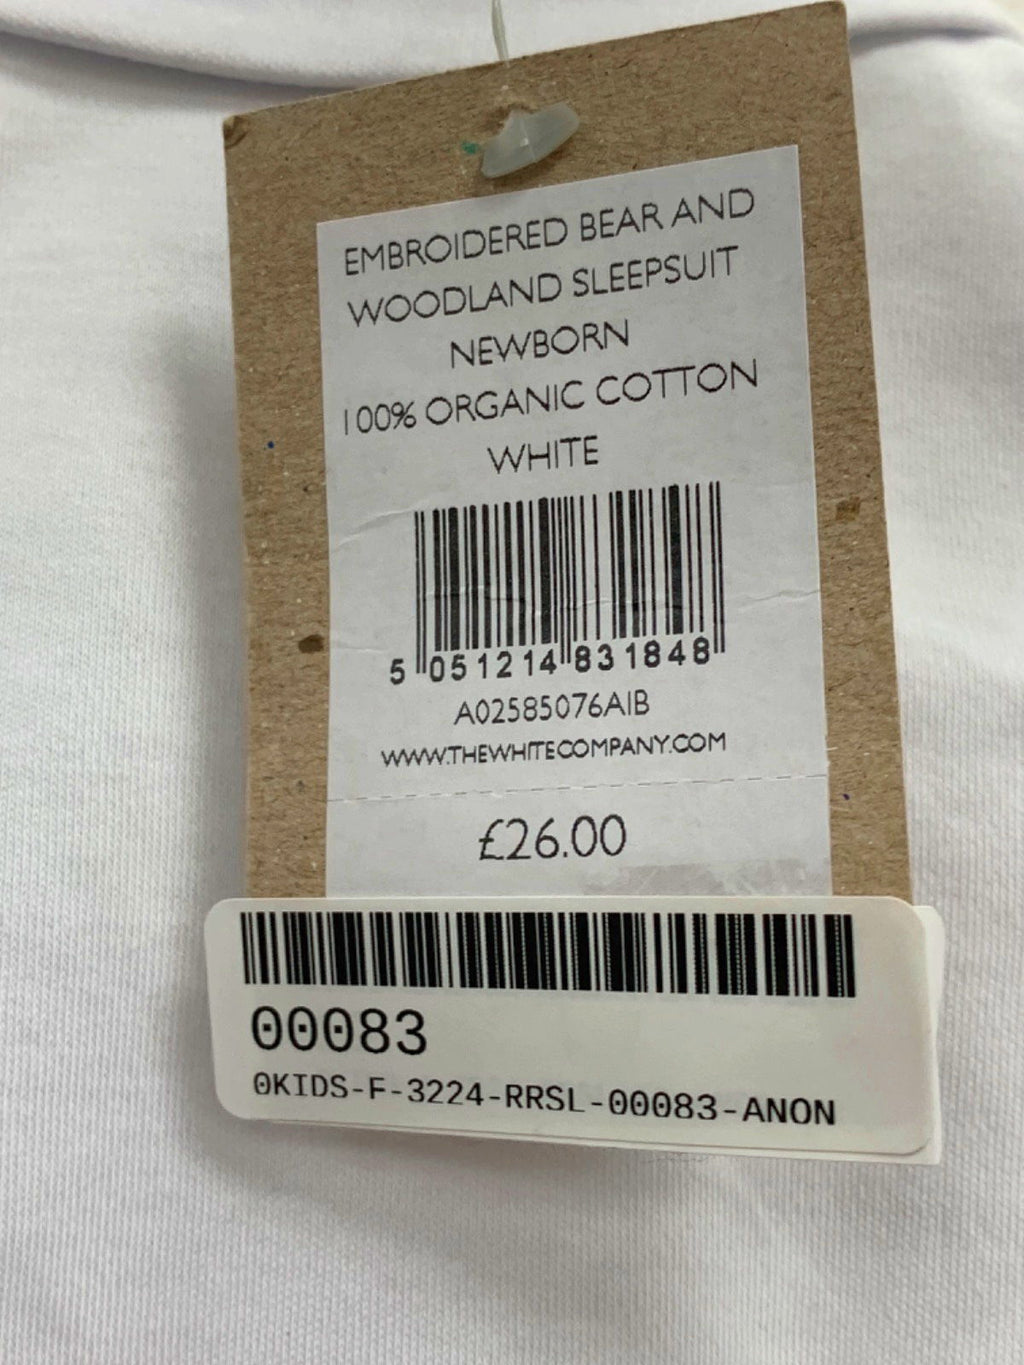 EMBROIDERED BEAR AND
WOODLAND SLEEPSUIT
NEWBORN
100% ORGANIC COTTON
WHITE
5 051214 831848
A02585076AIB
WWW.THEWHITECOMPANY.COM
£26.00
00083
0KIDS-F-3224-RRSL-00083-ANON